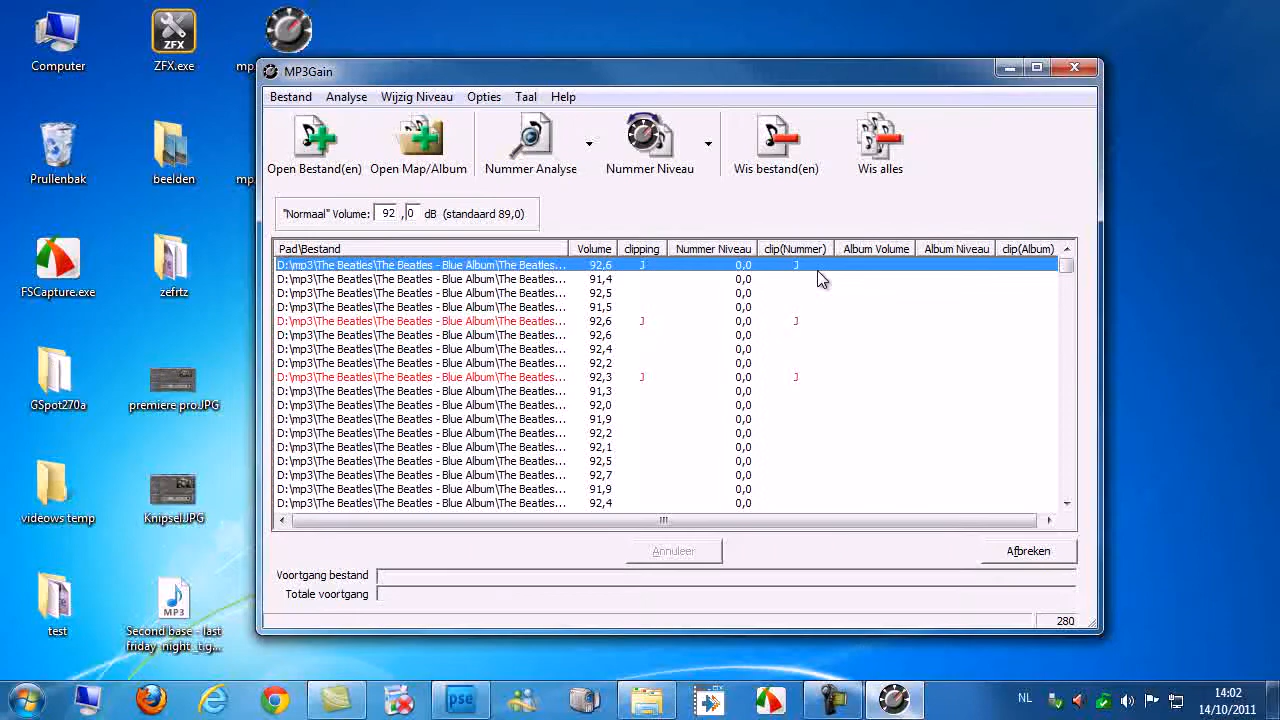 Computer
ZFX
ZFX.exe
mp
Prullenbak
beelden
mp
FSCapture.exe
zefrtz
GSpot270a
premiere pro.JPG
videows temp
Knipsel.JPG
MP3
test
Second base - last
friday_night_tig...
MP3Gain
Bestand Analyse Wijzig Niveau Opties Taal Help
Open Bestand(en) Open Map/Album Nummer Analyse Nummer Niveau Wis bestand(en) Wis alles
"Normaal" Volume: 92 ,0 dB (standaard 89,0)
Pad\Bestand Volume clipping Nummer Niveau clip(Nummer) Album Volume Album Niveau clip(Album)
D:\mp3\The Beatles\The Beatles - Blue Album\The Beatles... 92,6 J 0,0 J
D:\mp3\The Beatles\The Beatles - Blue Album\The Beatles... 91,4 0,0
D:\mp3\The Beatles\The Beatles - Blue Album\The Beatles... 92,5 0,0
D:\mp3\The Beatles\The Beatles - Blue Album\The Beatles... 91,5 0,0
D:\mp3\The Beatles\The Beatles - Blue Album\The Beatles... 92,6 J 0,0 J
D:\mp3\The Beatles\The Beatles - Blue Album\The Beatles... 92,6 0,0
D:\mp3\The Beatles\The Beatles - Blue Album\The Beatles... 92,4 0,0
D:\mp3\The Beatles\The Beatles - Blue Album\The Beatles... 92,2 0,0
D:\mp3\The Beatles\The Beatles - Blue Album\The Beatles... 92,3 J 0,0 J
D:\mp3\The Beatles\The Beatles - Blue Album\The Beatles... 91,3 0,0
D:\mp3\The Beatles\The Beatles - Blue Album\The Beatles... 92,0 0,0
D:\mp3\The Beatles\The Beatles - Blue Album\The Beatles... 91,9 0,0
D:\mp3\The Beatles\The Beatles - Blue Album\The Beatles... 92,2 0,0
D:\mp3\The Beatles\The Beatles - Blue Album\The Beatles... 92,1 0,0
D:\mp3\The Beatles\The Beatles - Blue Album\The Beatles... 92,5 0,0
D:\mp3\The Beatles\The Beatles - Blue Album\The Beatles... 92,7 0,0
D:\mp3\The Beatles\The Beatles - Blue Album\The Beatles... 91,9 0,0
D:\mp3\The Beatles\The Beatles - Blue Album\The Beatles... 92,4 0,0
Annuleer Afbreken
Voortgang bestand
Totale voortgang
280
pse
NL
14:02
14/10/2011